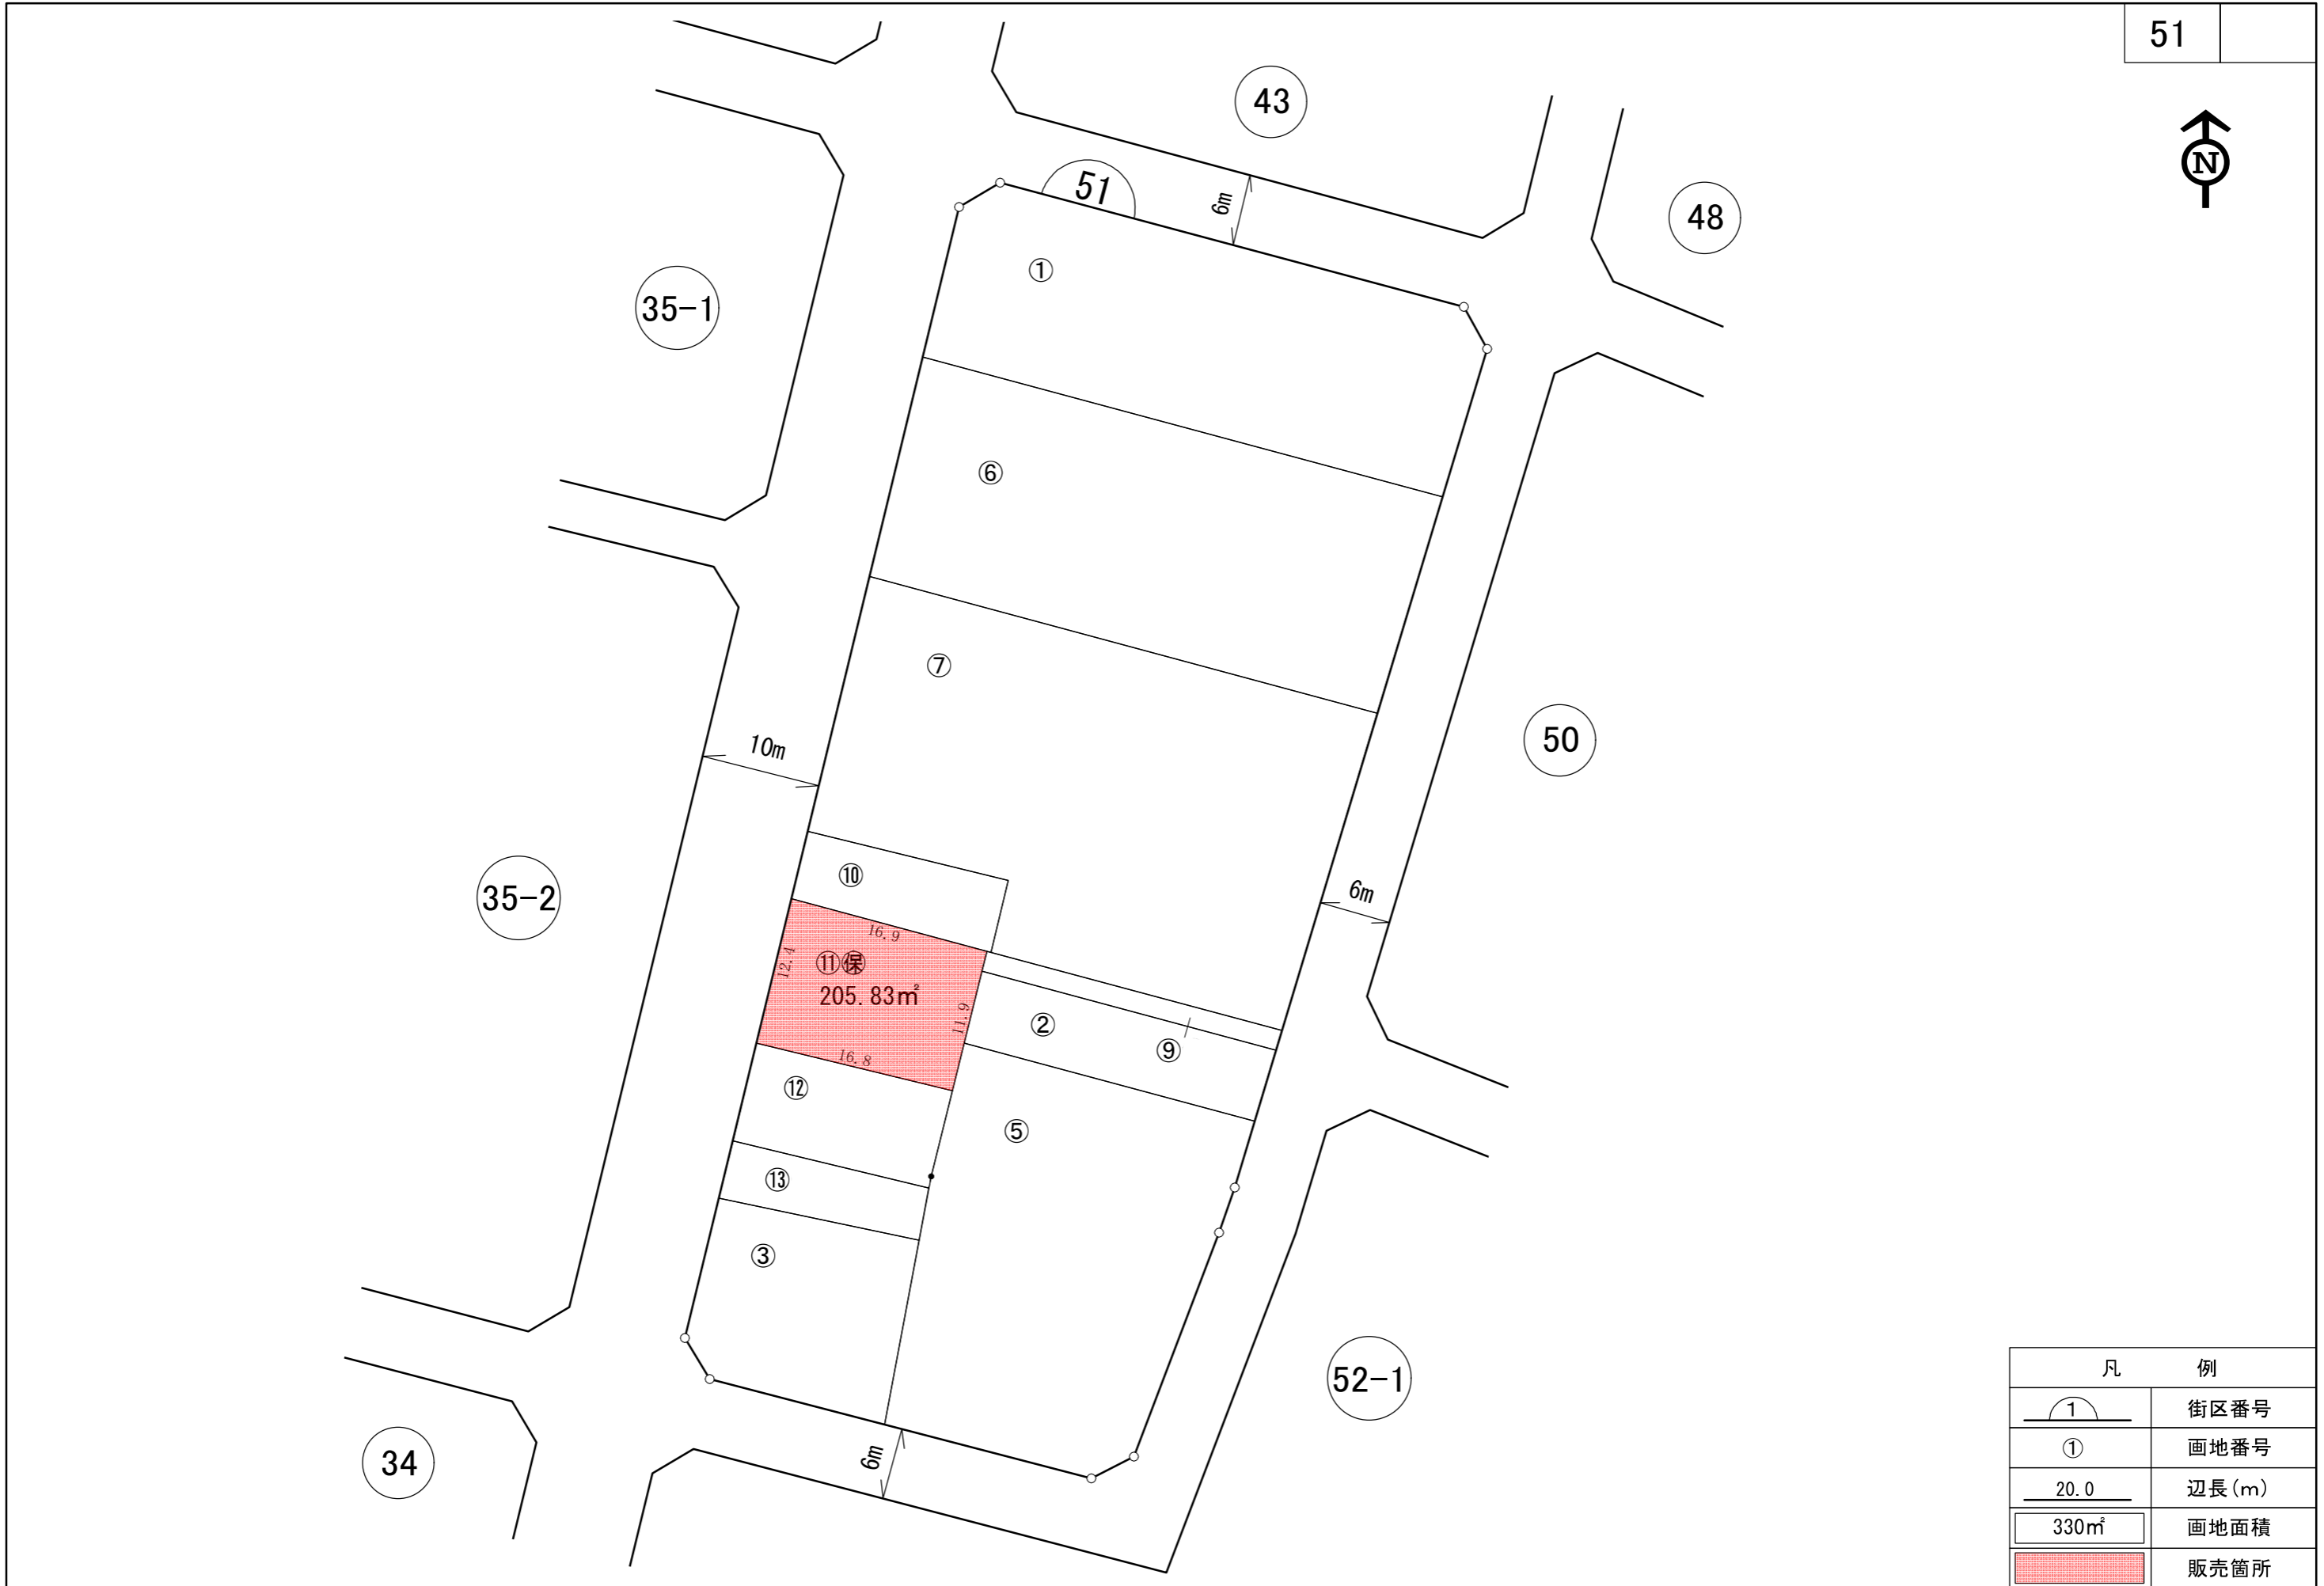 51
N
43
51
6m
48
①
35-1
⑥
⑦
10m
50
⑩
35-2
6m
16.9
12.4
⑪㊝
205.83㎡
11.9
②
⑨
16.8
⑫
⑤
⑬
③
52-1
34
6m
凡 例
1 街区番号
① 画地番号
20.0 辺長(m)
330㎡ 画地面積
販売箇所